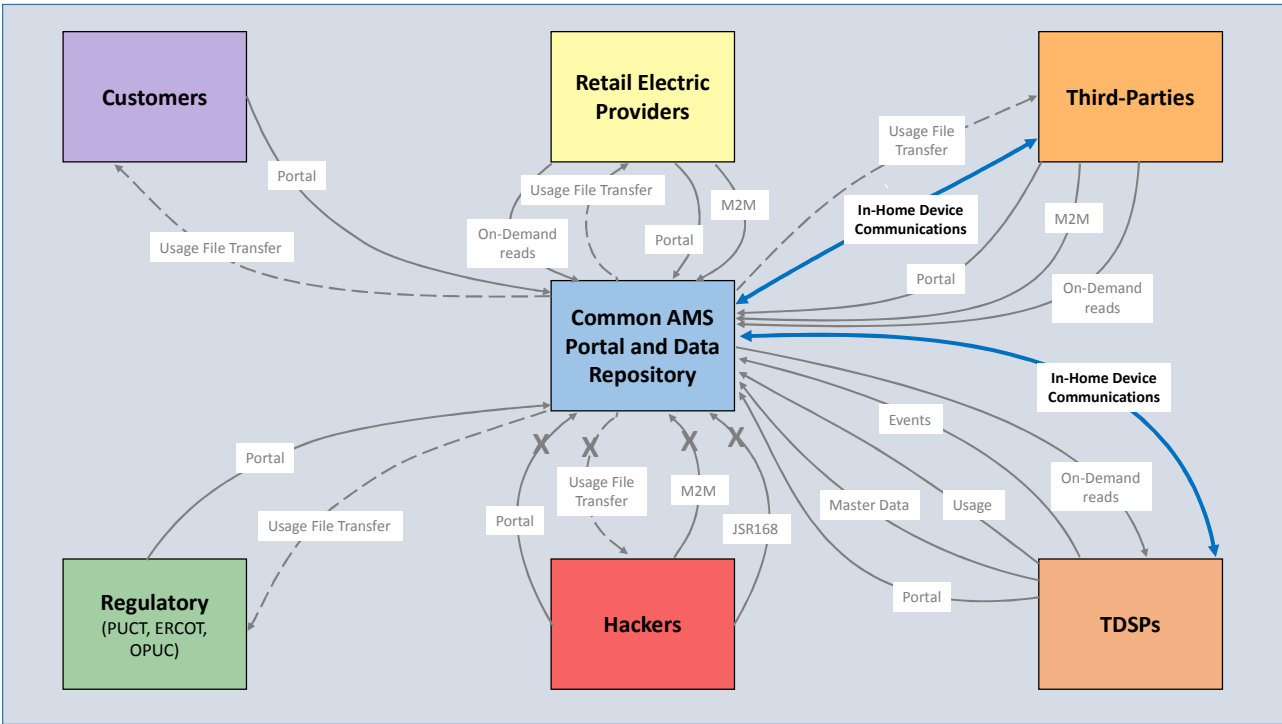 Customers
Retail Electric
Providers
Third-Parties
Usage File
Transfer
Portal
Usage File Transfer
M2M
In-Home Device
Communications
M2M
On-Demand
reads
Portal
Usage File Transfer
Portal
On-Demand
reads
Common AMS
Portal and Data
Repository
In-Home Device
Communications
Events
Portal
X
X
X
X
Usage File
Transfer
M2M
On-Demand
reads
Master Data
Usage
Portal
JSR168
Usage File Transfer
Portal
Regulatory
(PUCT, ERCOT,
OPUC)
Hackers
TDSPs